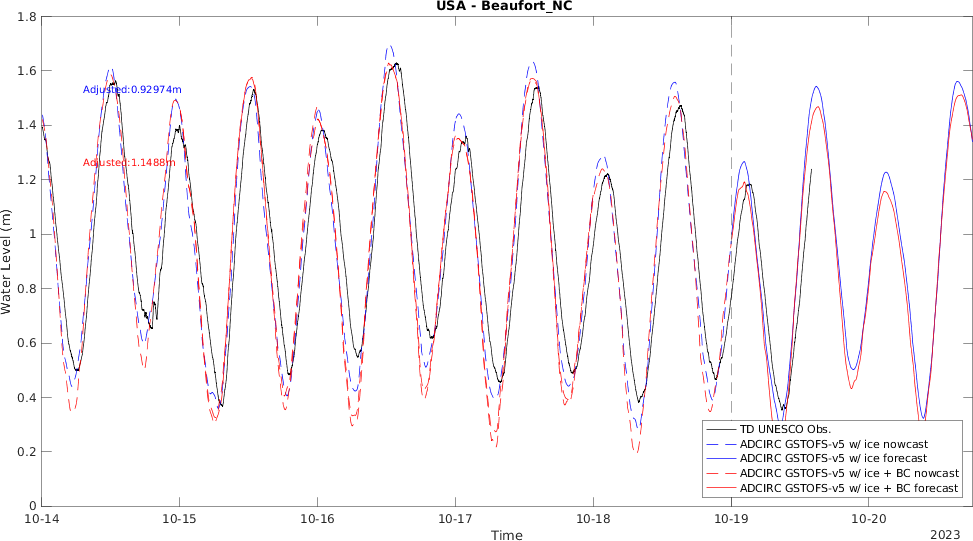 USA - Beaufort_NC
1.8
1.6
1.4
1.2
1
0.8
0.6
0.4
0.2
0
Water Level (m)
Adjusted:0.92974m
Adjusted:1.1488m
TD UNESCO Obs.
ADCIRC GSTOFS-v5 w/ ice nowcast
ADCIRC GSTOFS-v5 w/ ice forecast
ADCIRC GSTOFS-v5 w/ ice + BC nowcast
ADCIRC GSTOFS-v5 w/ ice + BC forecast
10-14 10-15 10-16 10-17 10-18 10-19 10-20
Time
2023